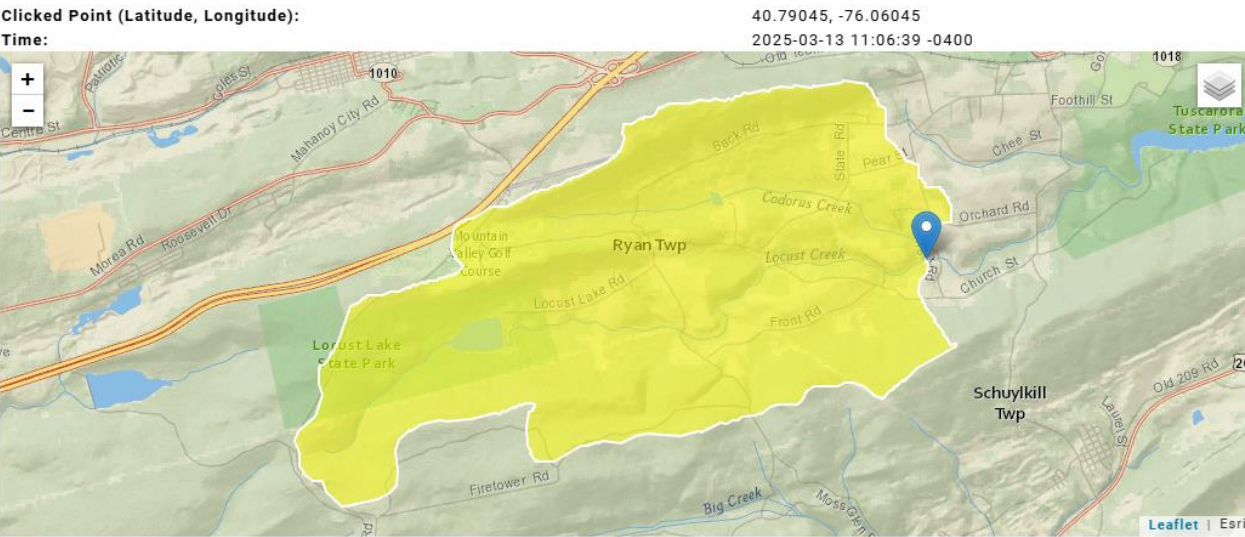 Clicked Point (Latitude, Longitude): 40.79045, -76.06045
Time: 2025-03-13 11:06:39 -0400
+
−
Patriotic
Coles St
1010
Centre St
Mahanoy City Rd
Morea Rd
Roosevelt Dr
1018
Foothill St
Tuscarora
State Park
Chee St
Back Rd
State Rd
Pear St
Codorus Creek
Orchard Rd
Mountain
Valley Golf
Course
Ryan Twp
Locust Creek
Rd
Church St
Locust Lake Rd
Front Rd
Locust Lake
State Park
Schuylkill
Twp
Old 209 Rd
Laurel St
Firetower Rd
Rd
Big Creek
Leaflet | Esri